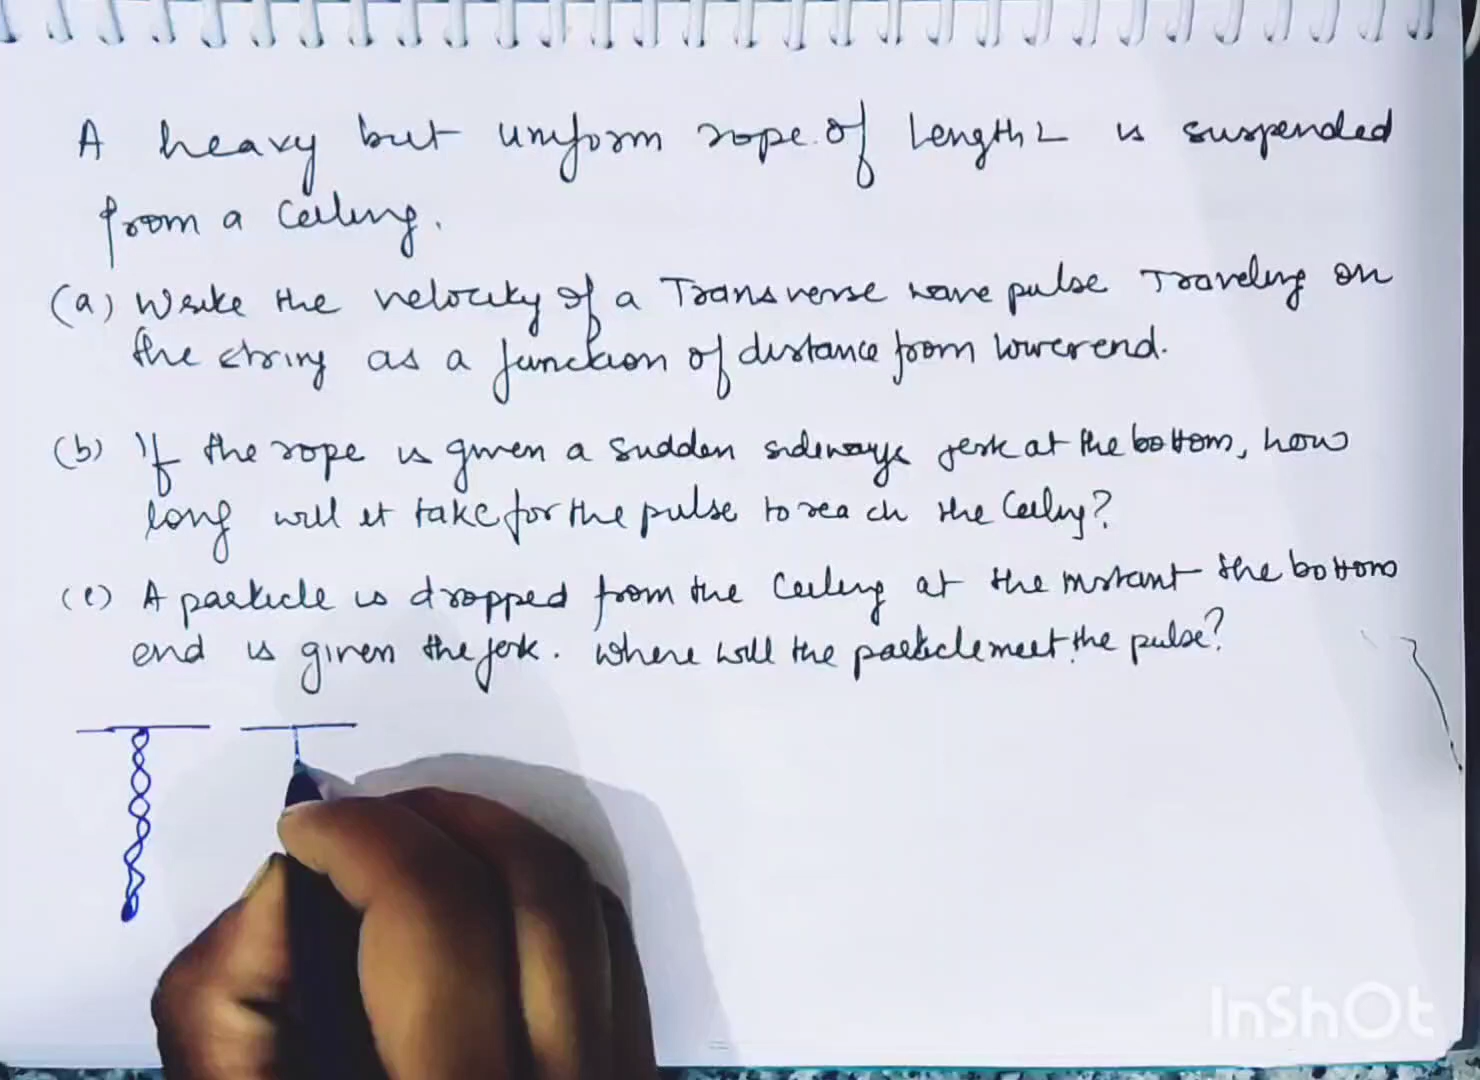 A heavy but uniform rope of Length L is suspended
from a ceiling.
(a) Write the velocity of a Transverse wave pulse Traveling on
the string as a function of distance from lower end.
(b) If the rope is given a sudden sideways jerk at the bottom, how
long will it take for the pulse to reach the Ceiling?
(c) A particle is dropped from the Ceiling at the instant the bottom
end is given the jerk. Where will the particle meet the pulse?
InShOt